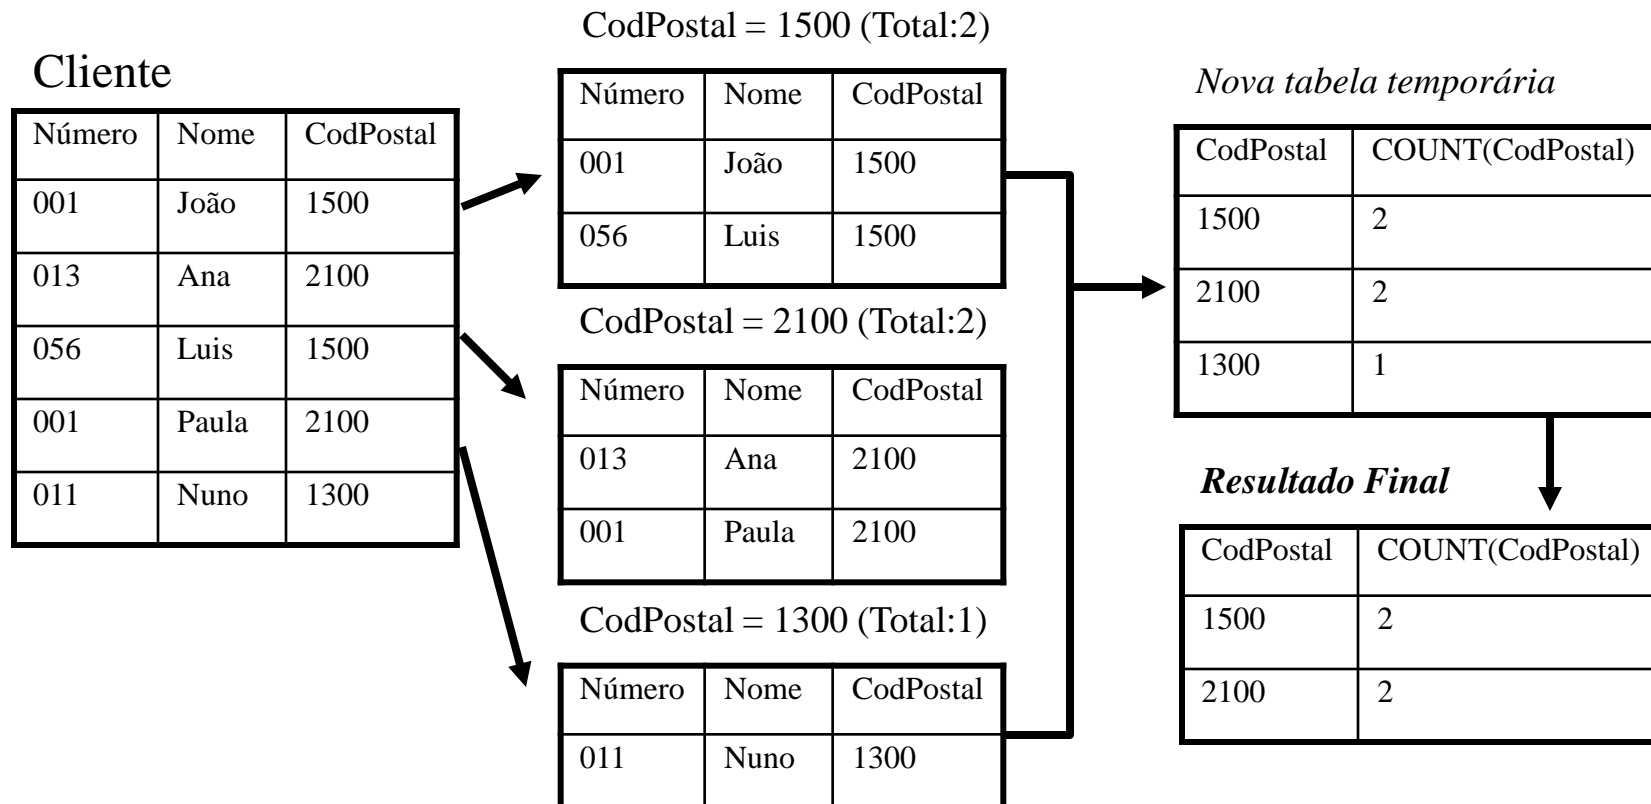 Cliente
Número Nome CodPostal
001 João 1500
013 Ana 2100
056 Luis 1500
001 Paula 2100
011 Nuno 1300
CodPostal = 1500 (Total:2)
Número Nome CodPostal
001 João 1500
056 Luis 1500
CodPostal = 2100 (Total:2)
Número Nome CodPostal
013 Ana 2100
001 Paula 2100
CodPostal = 1300 (Total:1)
Número Nome CodPostal
011 Nuno 1300
Nova tabela temporária
CodPostal COUNT(CodPostal)
1500 2
2100 2
1300 1
Resultado Final
CodPostal COUNT(CodPostal)
1500 2
2100 2